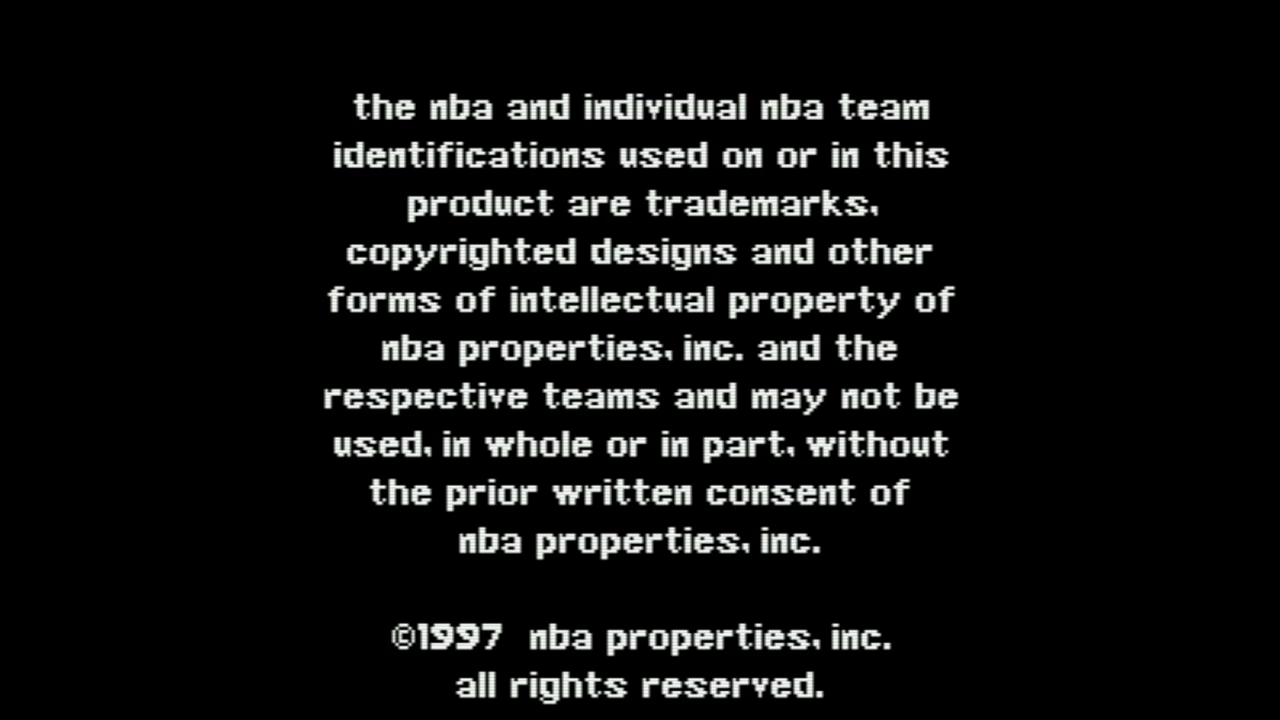 the nba and individual nba team
identifications used on or in this
product are trademarks,
copyrighted designs and other
forms of intellectual property of
nba properties, inc. and the
respective teams and may not be
used, in whole or in part, without
the prior written consent of
nba properties, inc.
©1997 nba properties, inc.
all rights reserved.